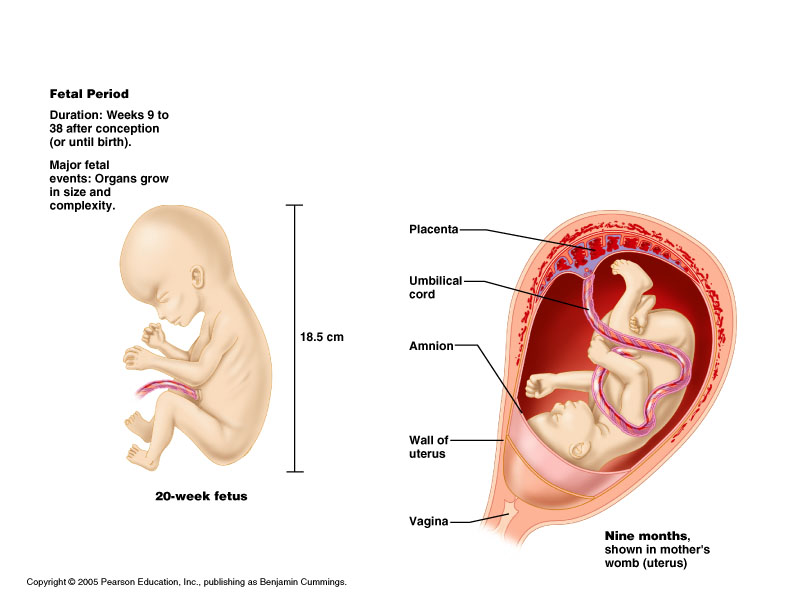 Fetal Period
Duration: Weeks 9 to
38 after conception
(or until birth).
Major fetal
events: Organs grow
in size and
complexity.
18.5 cm
20-week fetus
Placenta
Umbilical
cord
Amnion
Wall of
uterus
Vagina
Nine months,
shown in mother's
womb (uterus)
Copyright © 2005 Pearson Education, Inc., publishing as Benjamin Cummings.